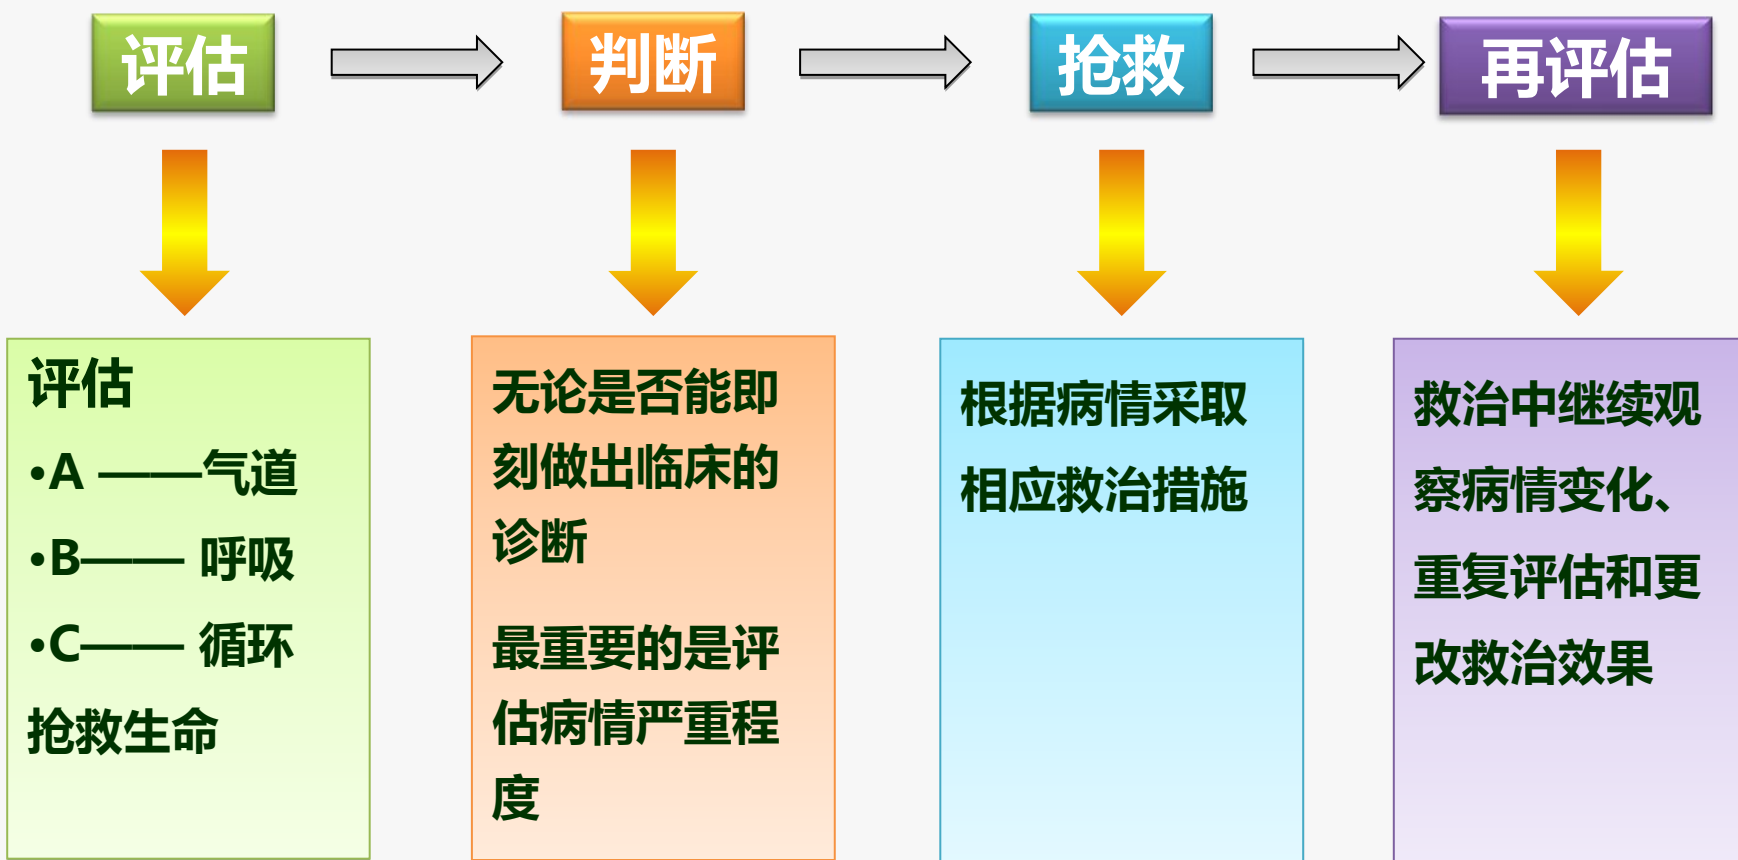 评估
判断
抢救
再评估
评估
•A ——气道
•B—— 呼吸
•C—— 循环
抢救生命
无论是否能即
刻做出临床的
诊断
最重要的是评
估病情严重程
度
根据病情采取
相应救治措施
救治中继续观
察病情变化、
重复评估和更
改救治效果